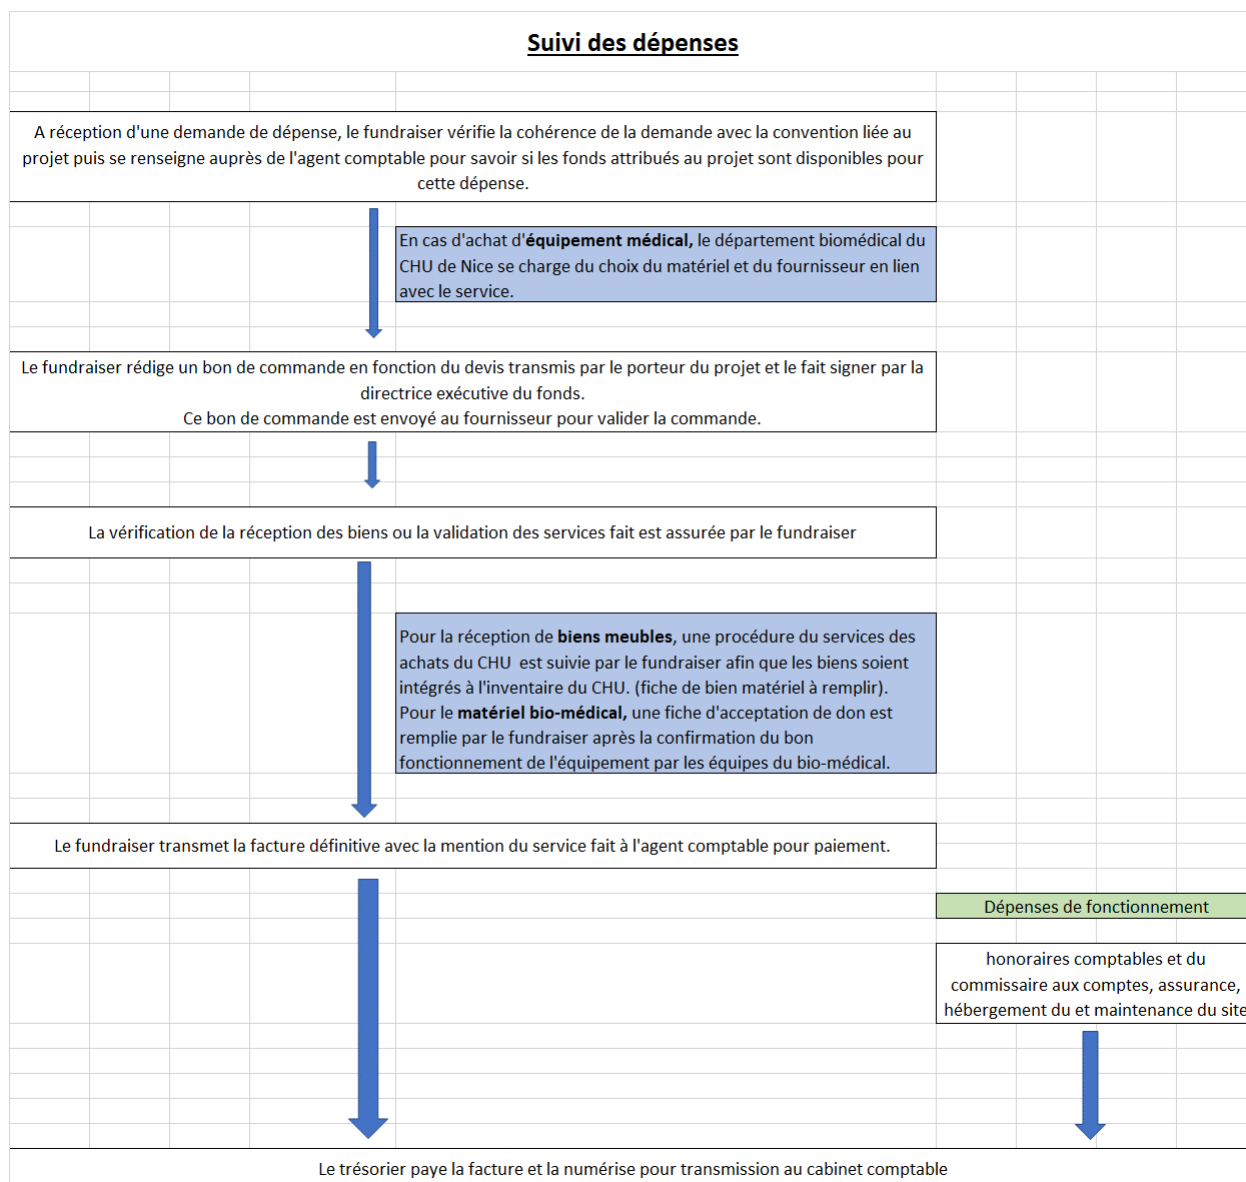 Suivi des dépenses
A réception d'une demande de dépense, le fundraiser vérifie la cohérence de la demande avec la convention liée au
projet puis se renseigne auprès de l'agent comptable pour savoir si les fonds attribués au projet sont disponibles pour
cette dépense.
En cas d'achat d'équipement médical, le département biomédical du
CHU de Nice se charge du choix du matériel et du fournisseur en lien
avec le service.
Le fundraiser rédige un bon de commande en fonction du devis transmis par le porteur du projet et le fait signer par la
directrice exécutive du fonds.
Ce bon de commande est envoyé au fournisseur pour valider la commande.
La vérification de la réception des biens ou la validation des services fait est assurée par le fundraiser
Pour la réception de biens meubles, une procédure du services des
achats du CHU est suivie par le fundraiser afin que les biens soient
intégrés à l'inventaire du CHU. (fiche de bien matériel à remplir).
Pour le matériel bio-médical, une fiche d'acceptation de don est
remplie par le fundraiser après la confirmation du bon
fonctionnement de l'équipement par les équipes du bio-médical.
Le fundraiser transmet la facture définitive avec la mention du service fait à l'agent comptable pour paiement.
Dépenses de fonctionnement
honoraires comptables et du
commissaire aux comptes, assurance,
hébergement du et maintenance du site
Le trésorier paye la facture et la numérise pour transmission au cabinet comptable